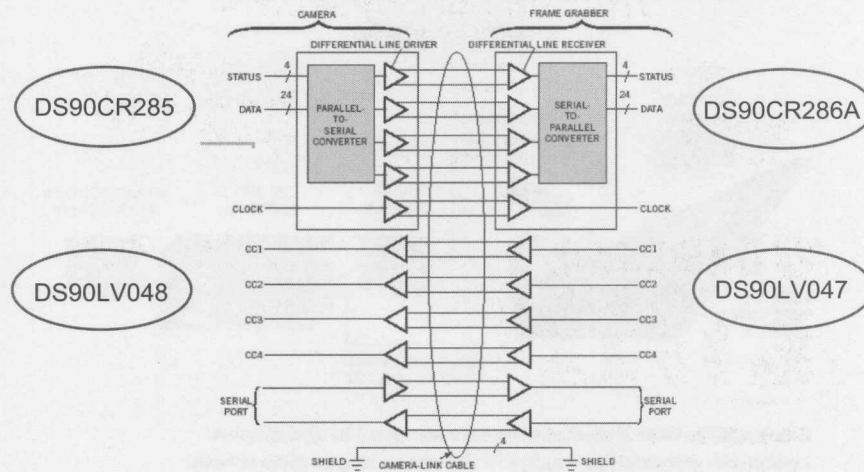 CAMERA
FRAME GRABBER
DIFFERENTIAL LINE DRIVER
DIFFERENTIAL LINE RECEIVER
DS90CR285
STATUS
4
DATA
24
PARALLEL-
TO-
SERIAL
CONVERTER
SERIAL-
TO-
PARALLEL
CONVERTER
4
STATUS
24
DATA
DS90CR286A
CLOCK
CLOCK
CC1
CC1
DS90LV048
CC2
CC2
DS90LV047
CC3
CC3
CC4
CC4
SERIAL
PORT
SERIAL
PORT
SHIELD
CAMERA-LINK CABLE
4
SHIELD